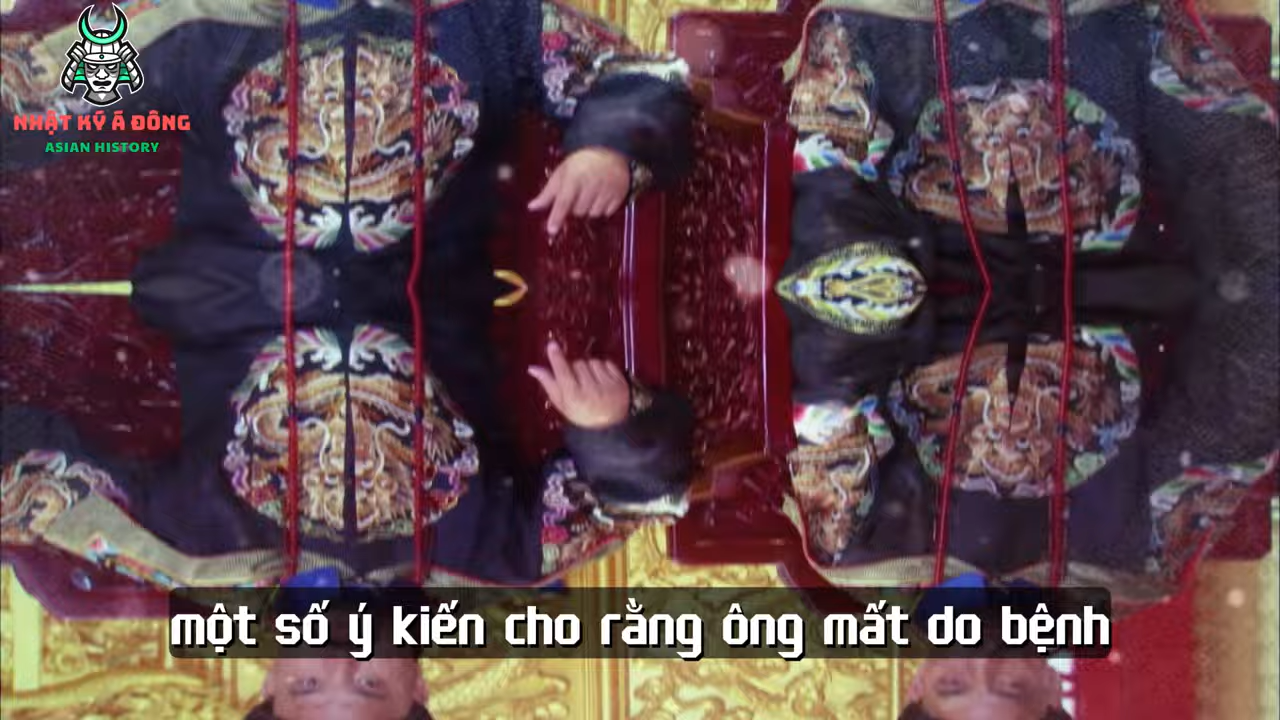 NHẬT KÝ Á ĐÔNG
ASIAN HISTORY
một số ý kiến cho rằng ông mất do bệnh